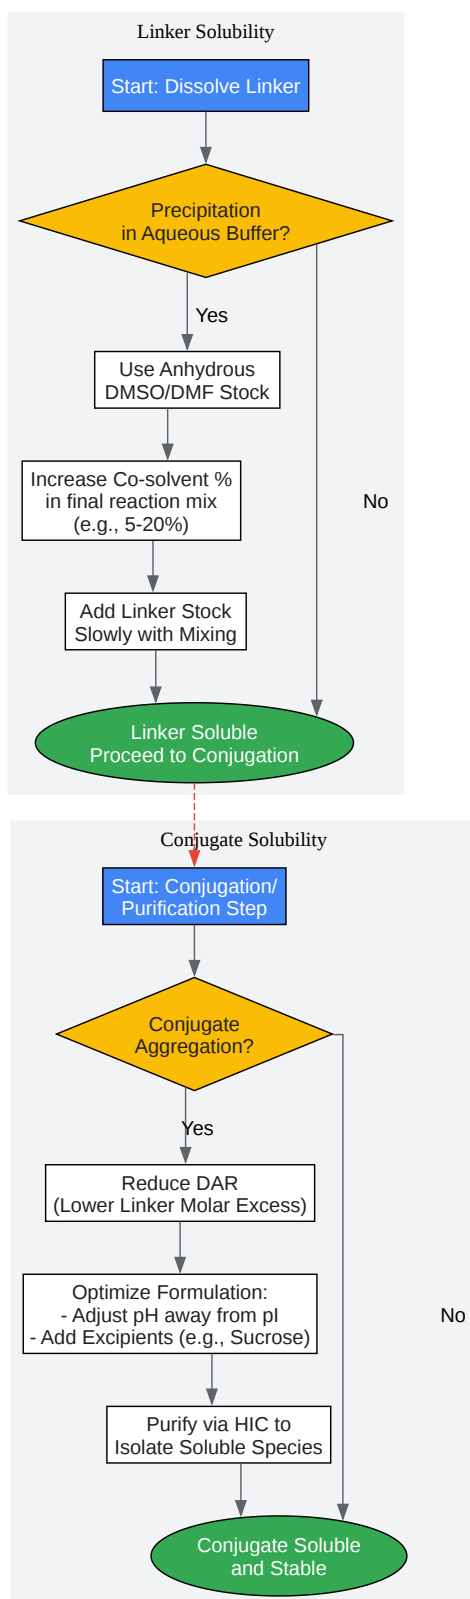 Linker Solubility
Start: Dissolve Linker
Precipitation
in Aqueous Buffer?
Yes
Use Anhydrous
DMSO/DMF Stock
Increase Co-solvent %
in final reaction mix
(e.g., 5-20%)
No
Add Linker Stock
Slowly with Mixing
Linker Soluble
Proceed to Conjugation
Conjugate Solubility
Start: Conjugation/
Purification Step
Conjugate
Aggregation?
Yes
Reduce DAR
(Lower Linker Molar Excess)
Optimize Formulation:
- Adjust pH away from pI
- Add Excipients (e.g., Sucrose)
No
Purify via HIC to
Isolate Soluble Species
Conjugate Soluble
and Stable